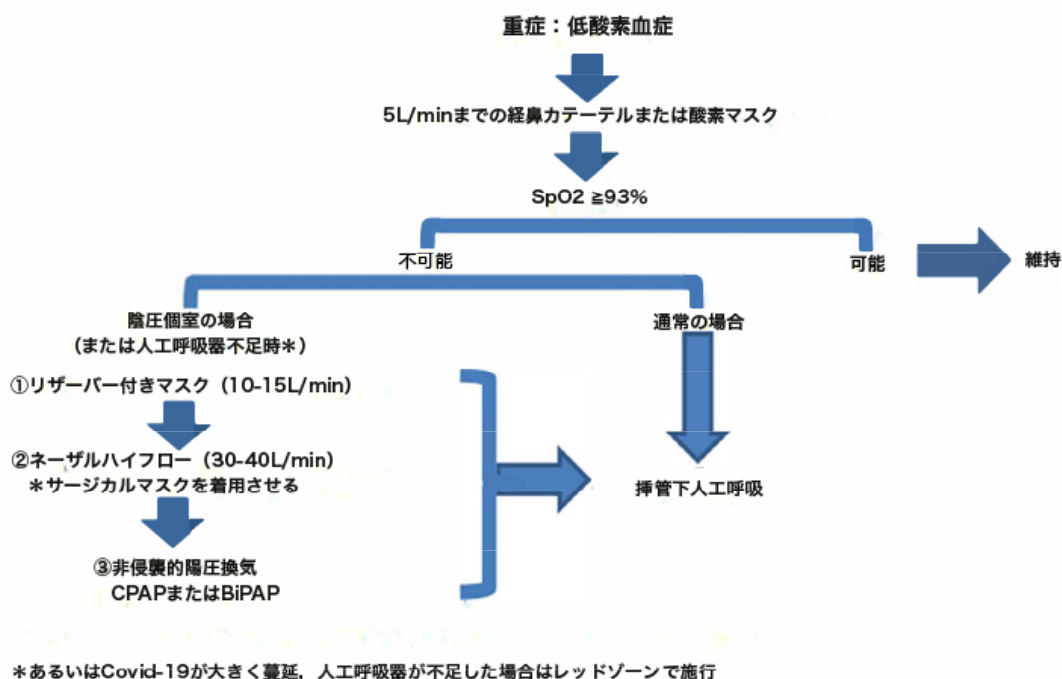 重症：低酸素血症
5L/minまでの経鼻カテーテルまたは酸素マスク
SpO2 ≧93%
不可能
可能
維持
陰圧個室の場合
（または人工呼吸器不足時＊）
通常の場合
①リザーバー付きマスク（10-15L/min）
②ネーザルハイフロー（30-40L/min）
＊サージカルマスクを着用させる
挿管下人工呼吸
③非侵襲的陽圧換気
CPAPまたはBiPAP
＊あるいはCovid-19が大きく蔓延，人工呼吸器が不足した場合はレッドゾーンで施行